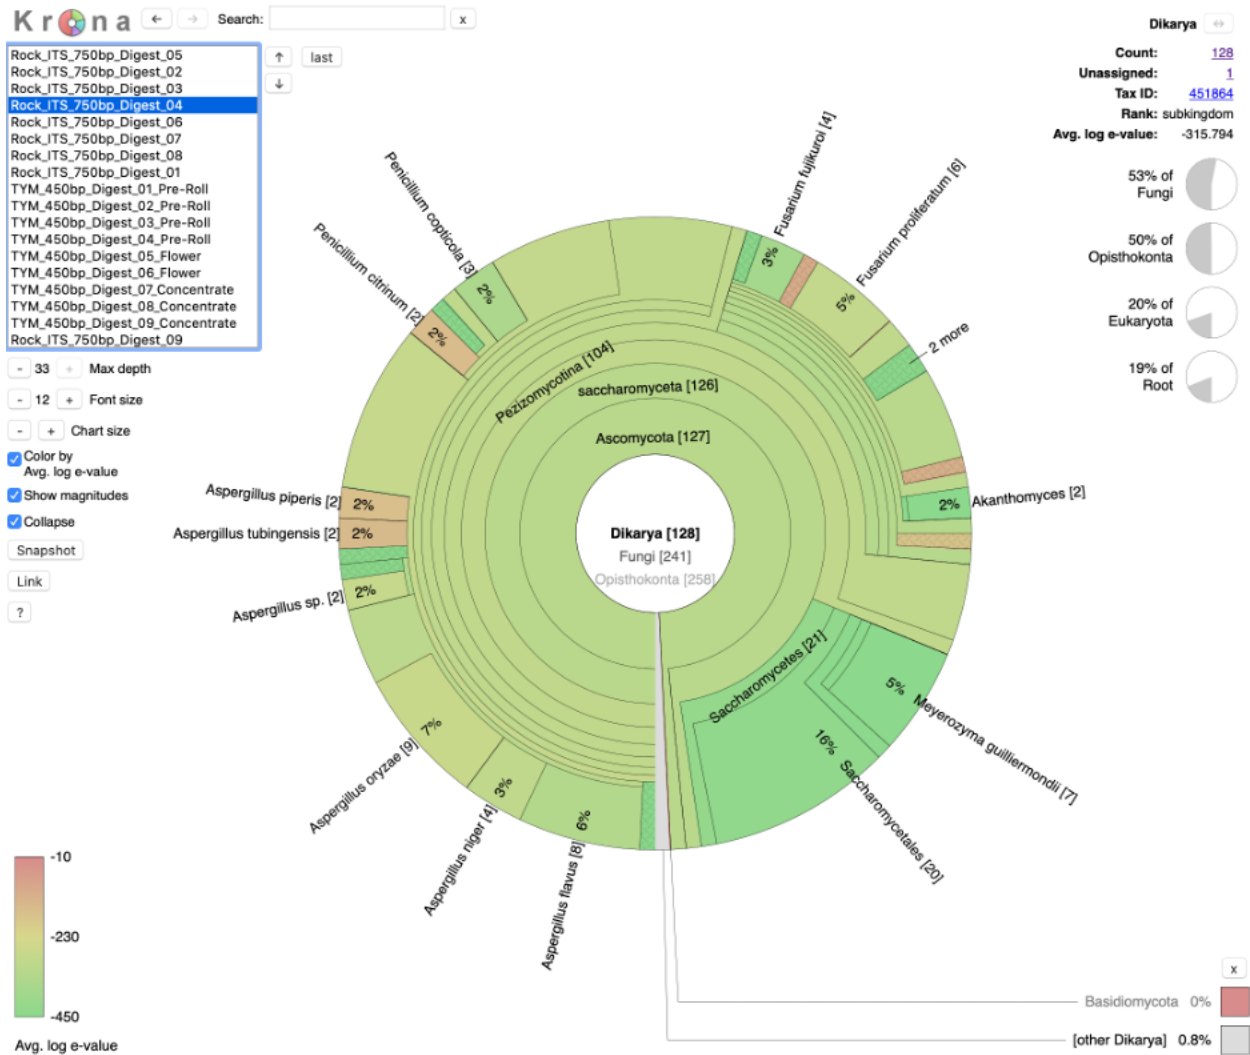 Krona
←
→
Search:
x
Rock_ITS_750bp_Digest_05
Rock_ITS_750bp_Digest_02
Rock_ITS_750bp_Digest_03
Rock_ITS_750bp_Digest_04
Rock_ITS_750bp_Digest_06
Rock_ITS_750bp_Digest_07
Rock_ITS_750bp_Digest_08
Rock_ITS_750bp_Digest_01
TYM_450bp_Digest_01_Pre-Roll
TYM_450bp_Digest_02_Pre-Roll
TYM_450bp_Digest_03_Pre-Roll
TYM_450bp_Digest_04_Pre-Roll
TYM_450bp_Digest_05_Flower
TYM_450bp_Digest_06_Flower
TYM_450bp_Digest_07_Concentrate
TYM_450bp_Digest_08_Concentrate
TYM_450bp_Digest_09_Concentrate
Rock_ITS_750bp_Digest_09
↑
last
↓
- 33 + Max depth
- 12 + Font size
- + Chart size
Color by
Avg. log e-value
Show magnitudes
Collapse
Snapshot
Link
?
Dikarya ↔
Count: 128
Unassigned: 1
Tax ID: 451864
Rank: subkingdom
Avg. log e-value: -315.794
53% of
Fungi
50% of
Opisthokonta
20% of
Eukaryota
19% of
Root
Fusarium fujikuroi [4]
3%
Fusarium proliferatum [6]
5%
2 more
Akanthomyces [2]
2%
Meyerozyma guilliermondii [7]
5%
Saccharomycetales [20]
16%
Saccharomycetes [21]
Penicillium copticola [3]
2%
Penicillium citrinum [2]
2%
Aspergillus piperis [2]
2%
Aspergillus tubingensis [2]
2%
Aspergillus sp. [2]
2%
Aspergillus oryzae [9]
7%
Aspergillus niger [4]
3%
Aspergillus flavus [8]
6%
Pezizomycotina [104]
saccharomyceta [126]
Ascomycota [127]
Dikarya [128]
Fungi [241]
Opisthokonta [258]
-10
-230
-450
Avg. log e-value
x
Basidiomycota 0%
[other Dikarya] 0.8%